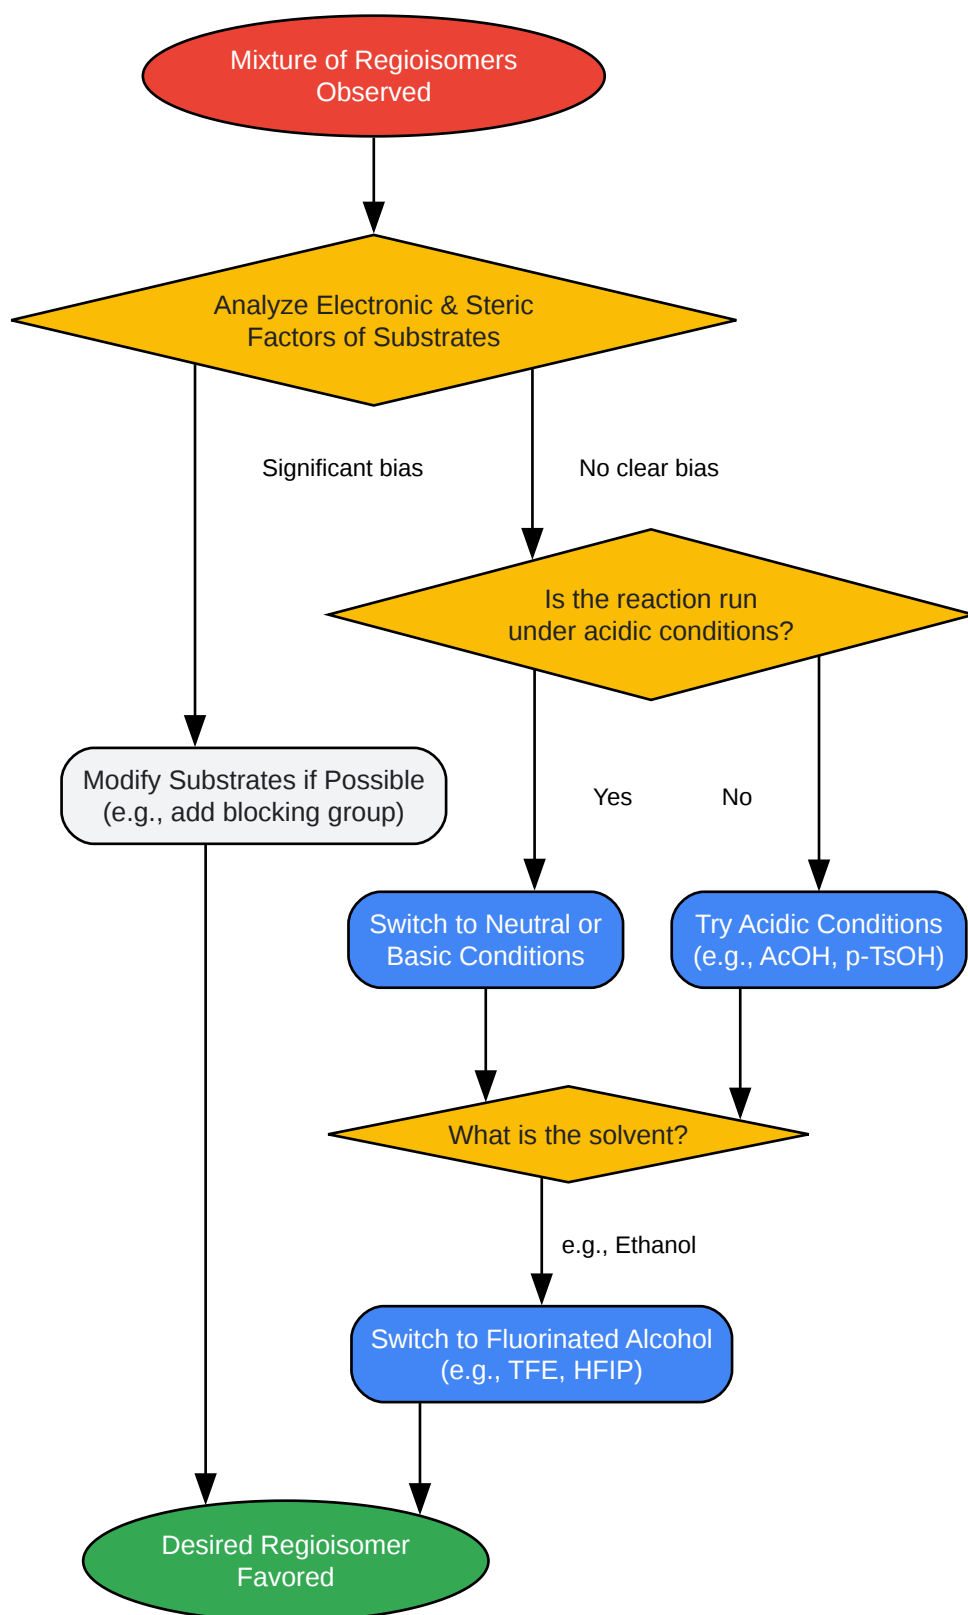 Mixture of Regioisomers
Observed
Analyze Electronic & Steric
Factors of Substrates
Significant bias
No clear bias
Is the reaction run
under acidic conditions?
Modify Substrates if Possible
(e.g., add blocking group)
Yes
No
Switch to Neutral or
Basic Conditions
Try Acidic Conditions
(e.g., AcOH, p-TsOH)
What is the solvent?
e.g., Ethanol
Switch to Fluorinated Alcohol
(e.g., TFE, HFIP)
Desired Regioisomer
Favored